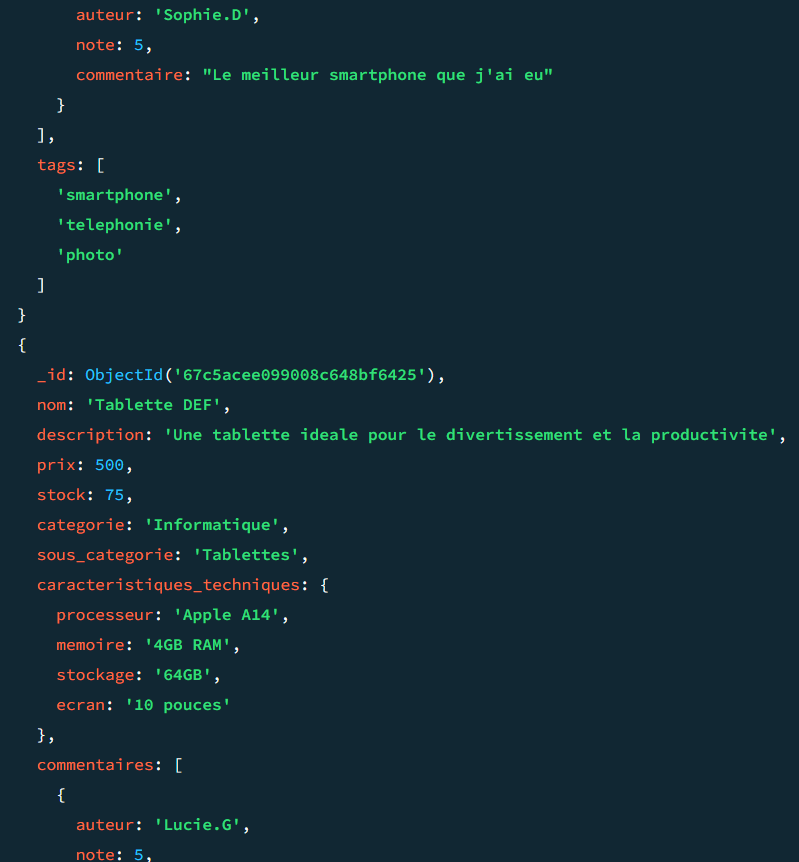 auteur: 'Sophie.D',
note: 5,
commentaire: "Le meilleur smartphone que j'ai eu"
}
],
tags: [
'smartphone',
'telephonie',
'photo'
]
}
{
_id: ObjectId('67c5acee099008c648bf6425'),
nom: 'Tablette DEF',
description: 'Une tablette ideale pour le divertissement et la productivite',
prix: 500,
stock: 75,
categorie: 'Informatique',
sous_categorie: 'Tablettes',
caracteristiques_techniques: {
processeur: 'Apple A14',
memoire: '4GB RAM',
stockage: '64GB',
ecran: '10 pouces'
},
commentaires: [
{
auteur: 'Lucie.G',
note: 5,